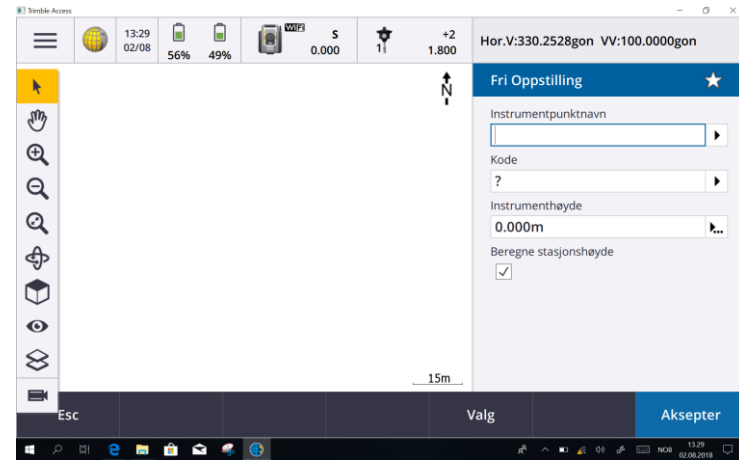 Trimble Access
13:29
02/08
56%
49%
WIFI
S
0.000
1
+2
1.800
Hor.V:330.2528gon VV:100.0000gon
Fri Oppstilling
N
Instrumentpunktnavn
Kode
?
Instrumenthøyde
0.000m
...
Beregne stasjonshøyde
15m
Esc
Valg
Aksepter
NOB
13.29
02.08.2018